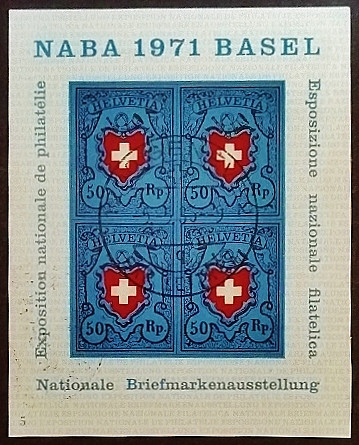 NABA 1971 BASEL
Exposition nationale de philatélie
HELVETIA
50 Rp.
HELVETIA
50 Rp.
HELVETIA
50 Rp.
HELVETIA
50 Rp.
Esposizione nazionale filatelica
Nationale Briefmarkenausstellung